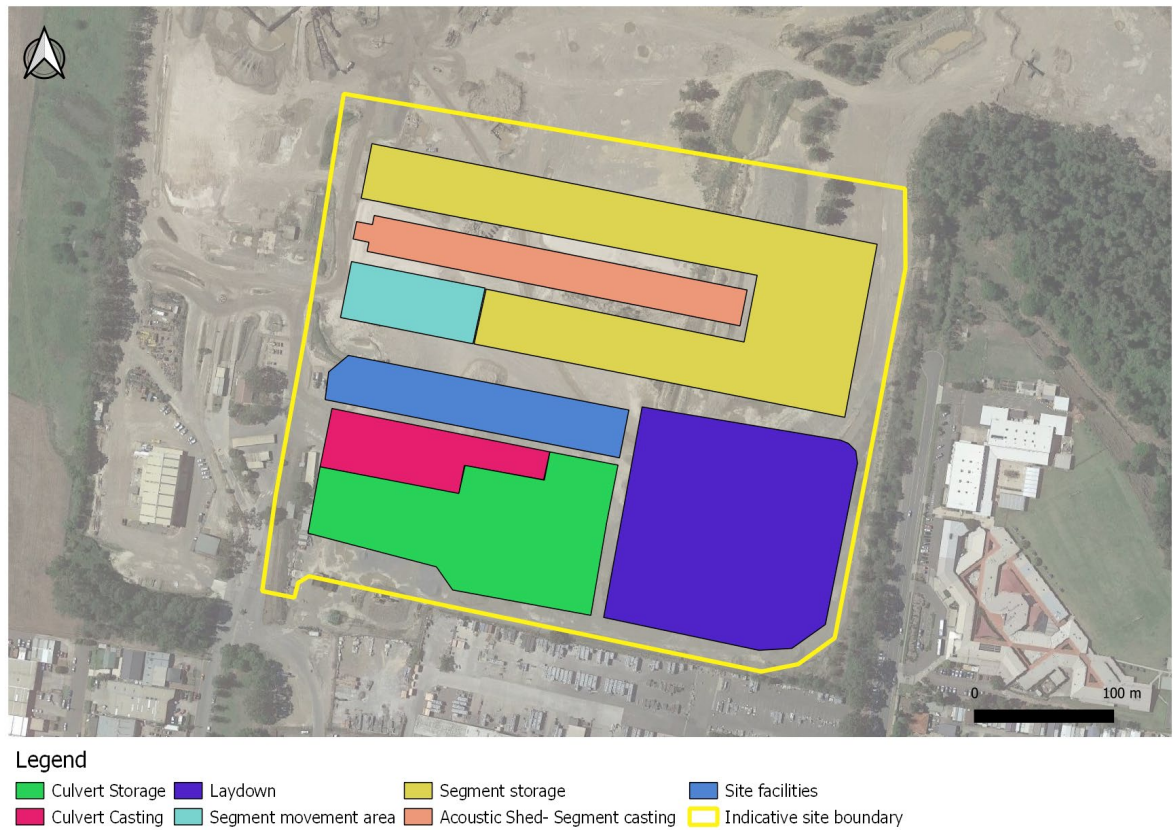 0 100 m
Legend
Culvert Storage Laydown Segment storage Site facilities
Culvert Casting Segment movement area Acoustic Shed- Segment casting Indicative site boundary